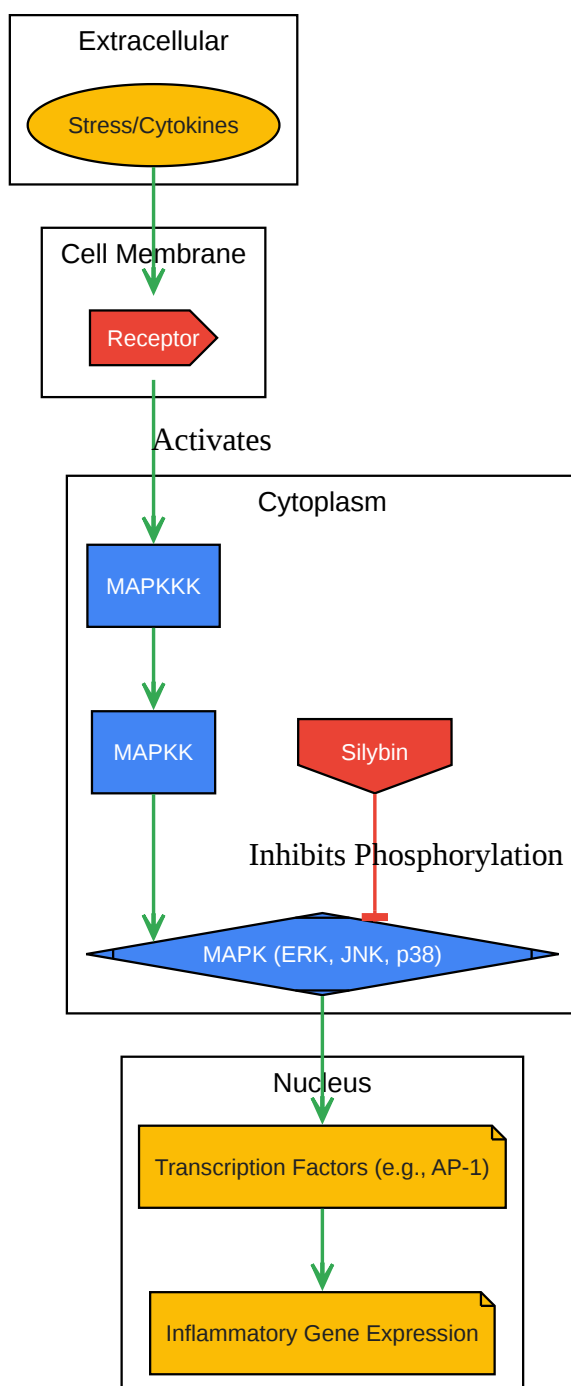 Extracellular
Stress/Cytokines
Cell Membrane
Receptor
Activates
Cytoplasm
MAPKKK
MAPKK
Silybin
Inhibits Phosphorylation
MAPK (ERK, JNK, p38)
Nucleus
Transcription Factors (e.g., AP-1)
Inflammatory Gene Expression